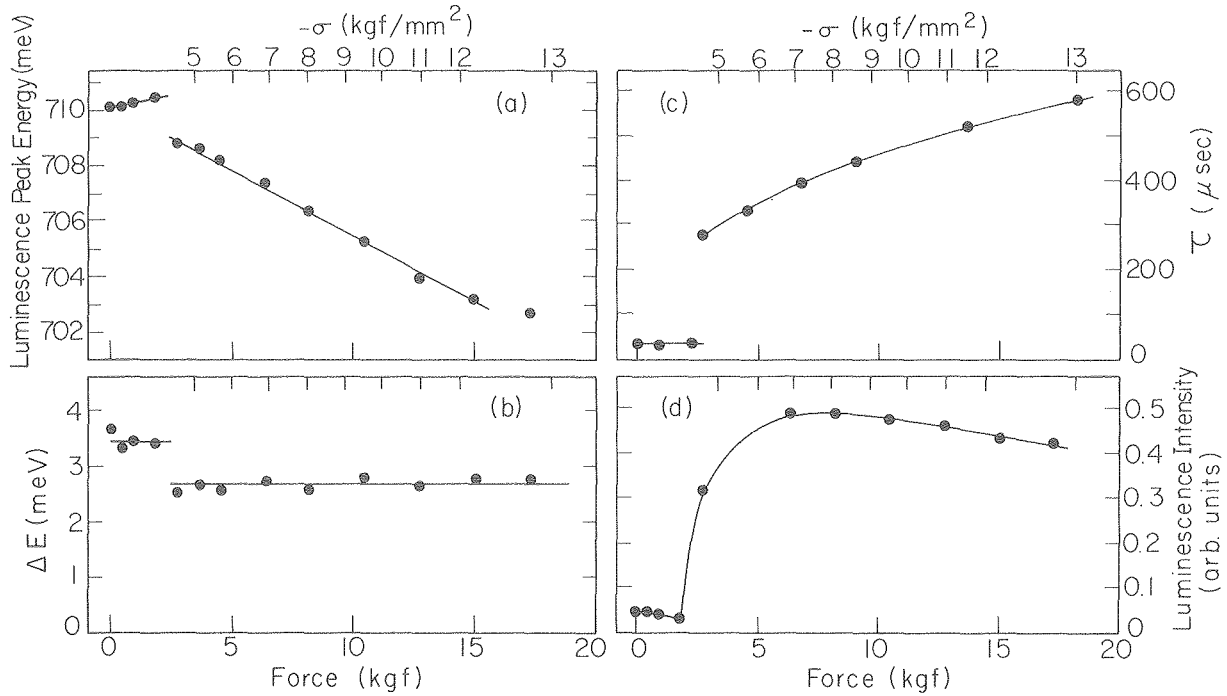 -σ (kgf/mm²)
5 6 7 8 9 10 11 12 13
Luminescence Peak Energy (meV)
710
708
706
704
702
(a)
ΔE (meV)
4
3
2
1
0
(b)
0 5 10 15 20
Force (kgf)
-σ (kgf/mm²)
5 6 7 8 9 10 11 12 13
(c)
600
400
200
0
τ (μsec)
(d)
0.5
0.4
0.3
0.2
0.1
0
Luminescence Intensity
(arb. units)
0 5 10 15 20
Force (kgf)